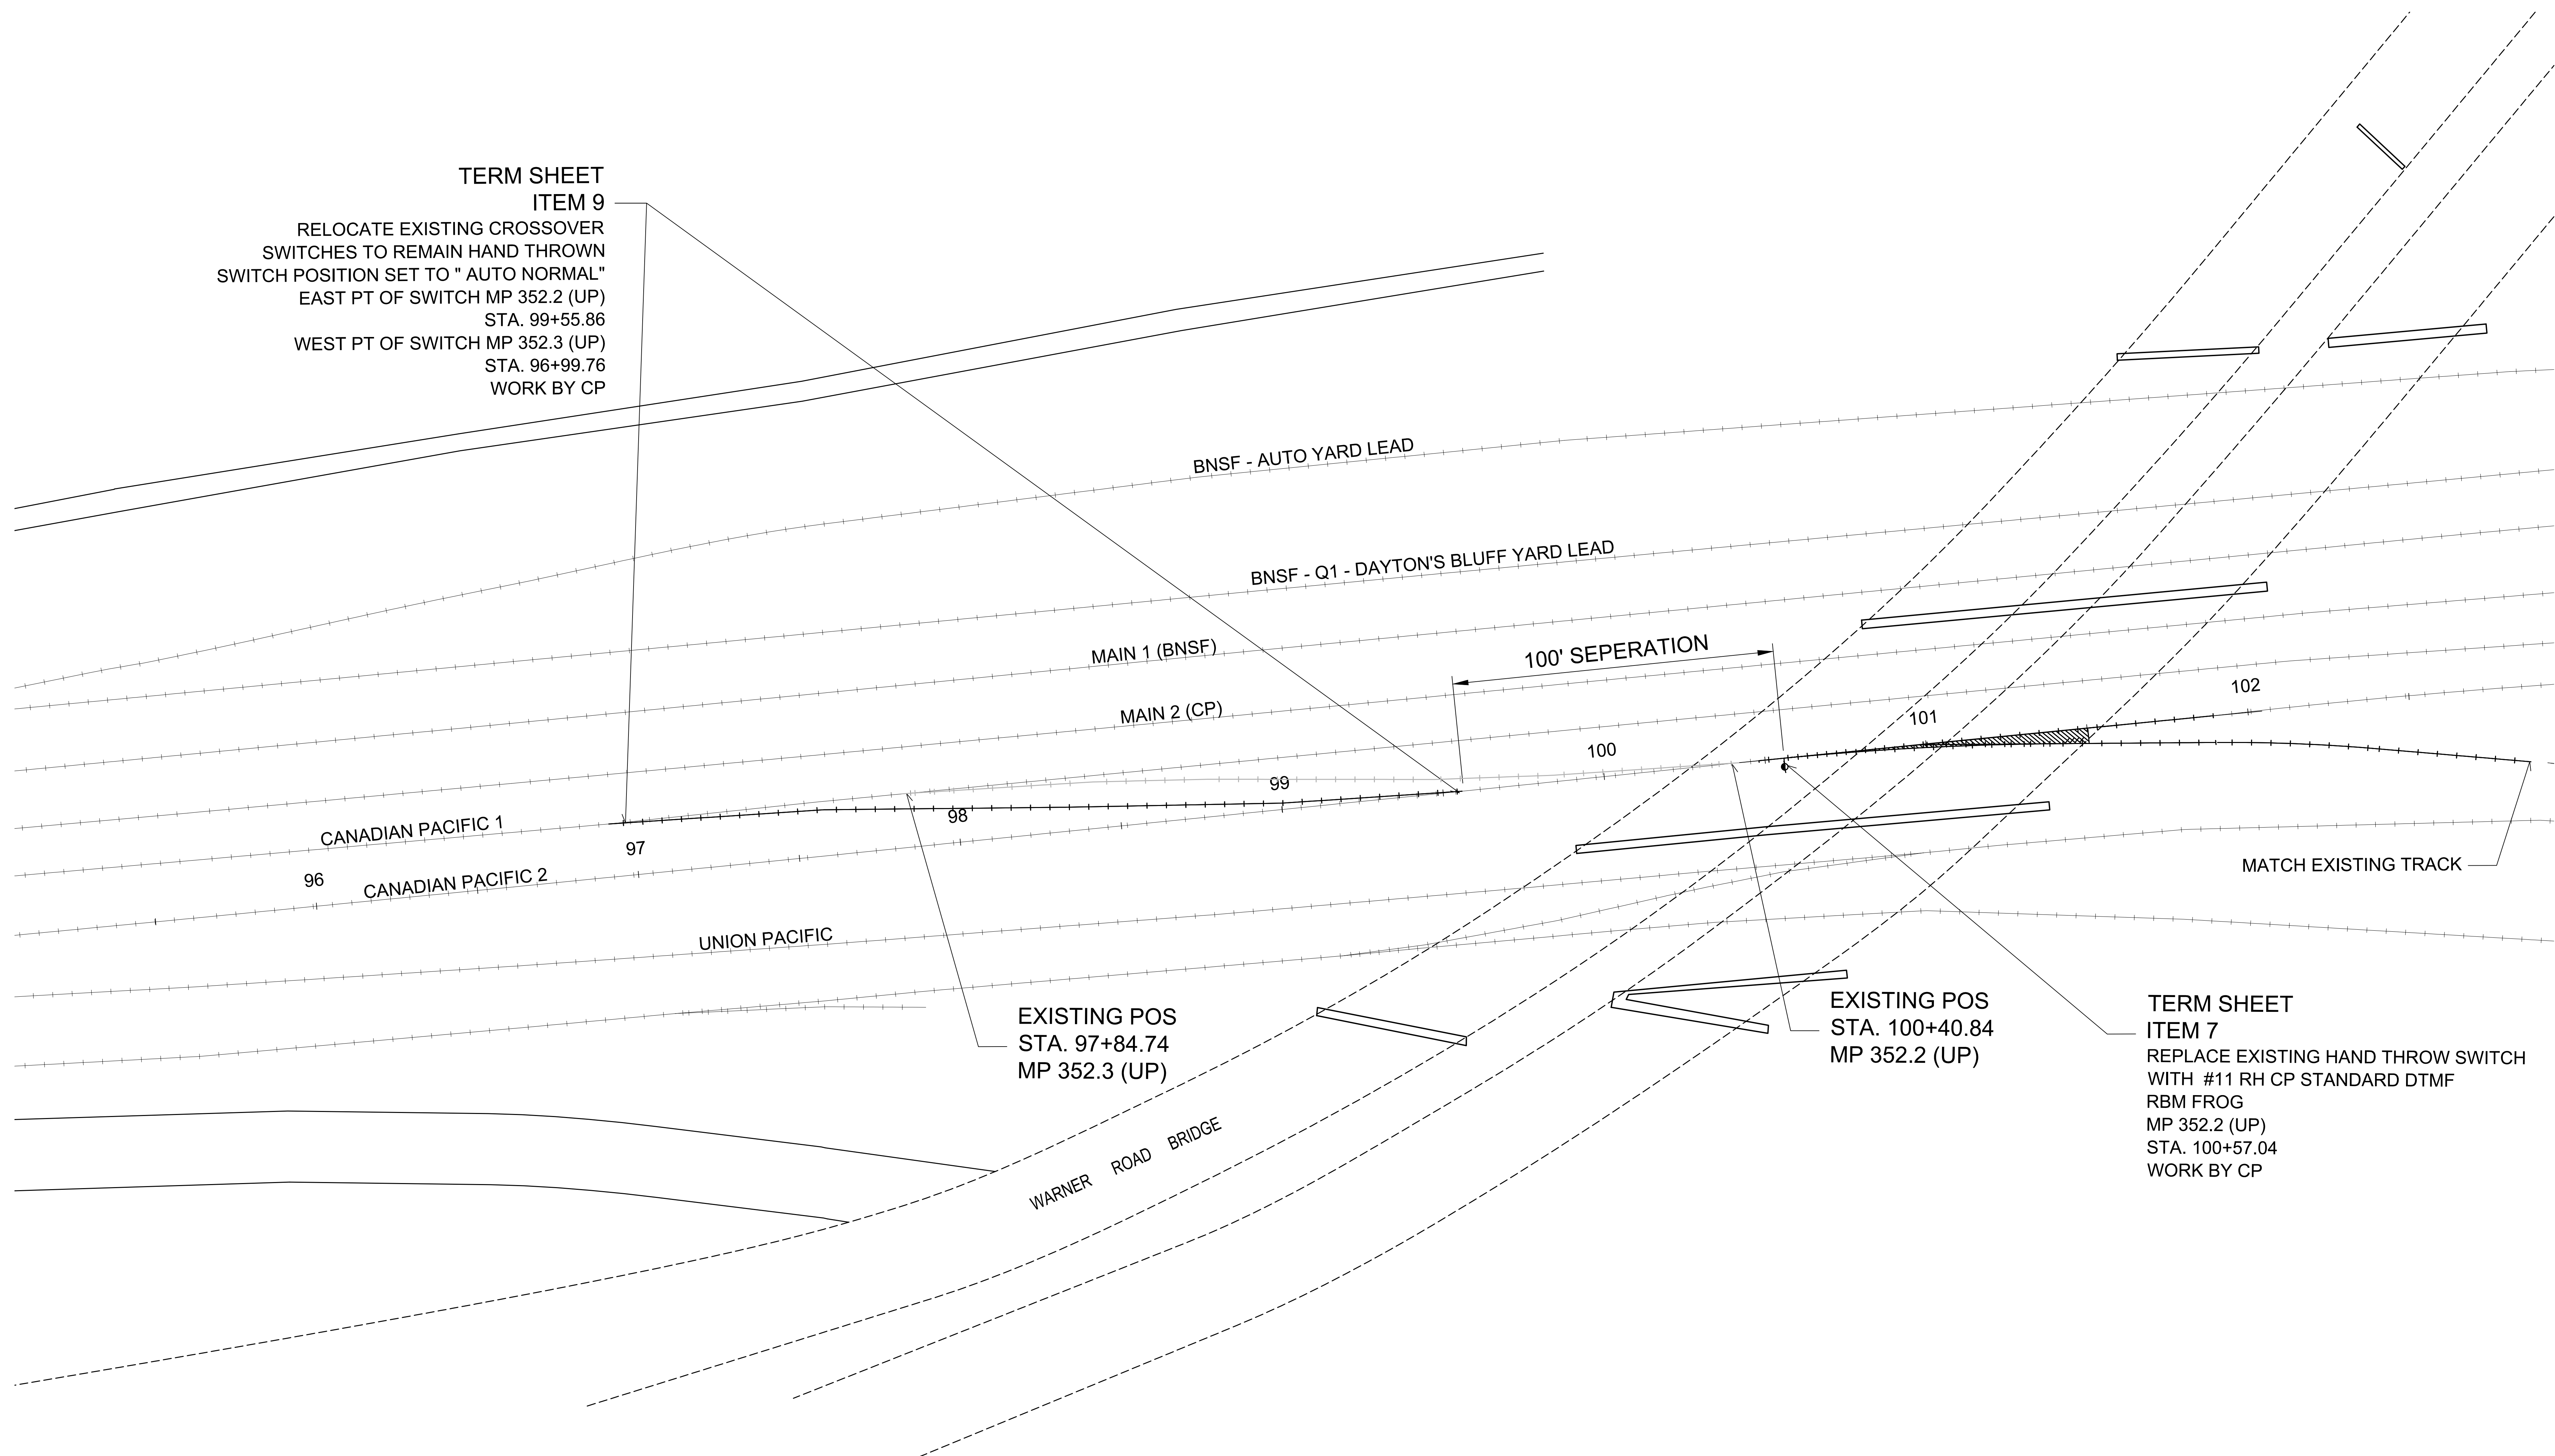 TERM SHEET
ITEM 9
RELOCATE EXISTING CROSSOVER
SWITCHES TO REMAIN HAND THROWN
SWITCH POSITION SET TO " AUTO NORMAL"
EAST PT OF SWITCH MP 352.2 (UP)
STA. 99+55.86
WEST PT OF SWITCH MP 352.3 (UP)
STA. 96+99.76
WORK BY CP
BNSF - AUTO YARD LEAD
BNSF - Q1 - DAYTON'S BLUFF YARD LEAD
MAIN 1 (BNSF)
100' SEPERATION
MAIN 2 (CP)
102
101
100
99
98
97
96
CANADIAN PACIFIC 1
CANADIAN PACIFIC 2
UNION PACIFIC
MATCH EXISTING TRACK
EXISTING POS
STA. 97+84.74
MP 352.3 (UP)
EXISTING POS
STA. 100+40.84
MP 352.2 (UP)
TERM SHEET
ITEM 7
REPLACE EXISTING HAND THROW SWITCH
WITH #11 RH CP STANDARD DTMF
RBM FROG
MP 352.2 (UP)
STA. 100+57.04
WORK BY CP
WARNER ROAD BRIDGE